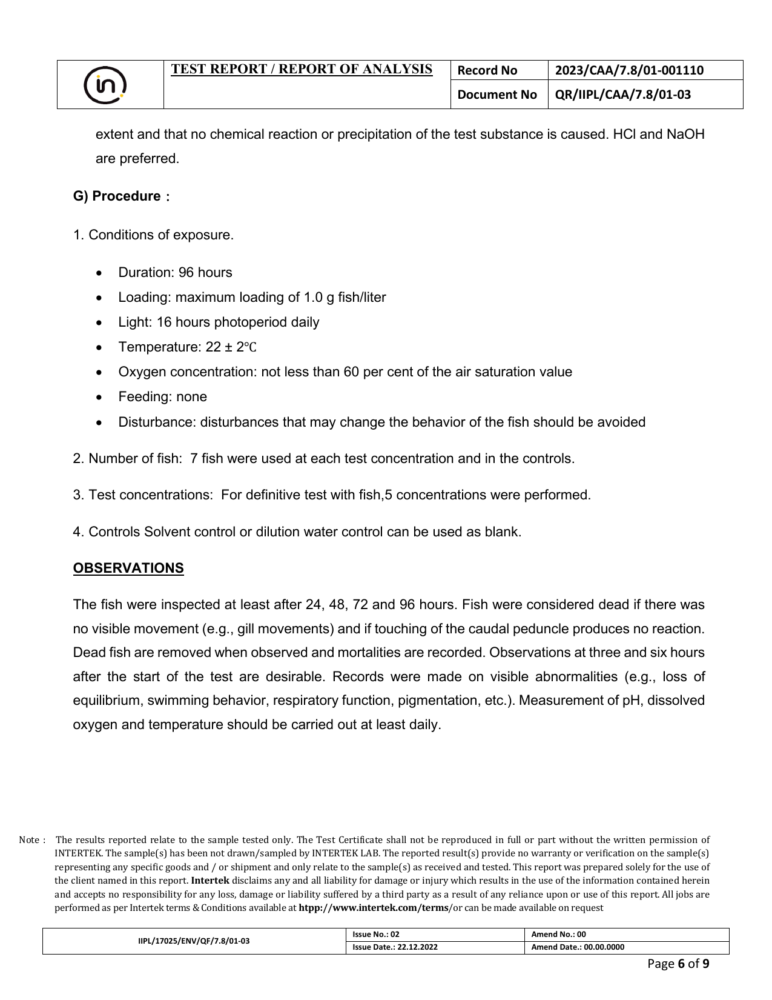 in
TEST REPORT / REPORT OF ANALYSIS
Record No
2023/CAA/7.8/01-001110
Document No
QR/IIPL/CAA/7.8/01-03
extent and that no chemical reaction or precipitation of the test substance is caused. HCl and NaOH
are preferred.
G) Procedure :
1. Conditions of exposure.
• Duration: 96 hours
• Loading: maximum loading of 1.0 g fish/liter
• Light: 16 hours photoperiod daily
• Temperature: 22 ± 2℃
• Oxygen concentration: not less than 60 per cent of the air saturation value
• Feeding: none
• Disturbance: disturbances that may change the behavior of the fish should be avoided
2. Number of fish:  7 fish were used at each test concentration and in the controls.
3. Test concentrations:  For definitive test with fish,5 concentrations were performed.
4. Controls Solvent control or dilution water control can be used as blank.
OBSERVATIONS
The fish were inspected at least after 24, 48, 72 and 96 hours. Fish were considered dead if there was
no visible movement (e.g., gill movements) and if touching of the caudal peduncle produces no reaction.
Dead fish are removed when observed and mortalities are recorded. Observations at three and six hours
after the start of the test are desirable. Records were made on visible abnormalities (e.g., loss of
equilibrium, swimming behavior, respiratory function, pigmentation, etc.). Measurement of pH, dissolved
oxygen and temperature should be carried out at least daily.
Note : The results reported relate to the sample tested only. The Test Certificate shall not be reproduced in full or part without the written permission of
INTERTEK. The sample(s) has been not drawn/sampled by INTERTEK LAB. The reported result(s) provide no warranty or verification on the sample(s)
representing any specific goods and / or shipment and only relate to the sample(s) as received and tested. This report was prepared solely for the use of
the client named in this report. Intertek disclaims any and all liability for damage or injury which results in the use of the information contained herein
and accepts no responsibility for any loss, damage or liability suffered by a third party as a result of any reliance upon or use of this report. All jobs are
performed as per Intertek terms & Conditions available at htpp://www.intertek.com/terms/or can be made available on request
IIPL/17025/ENV/QF/7.8/01-03
Issue No.: 02
Amend No.: 00
Issue Date.: 22.12.2022
Amend Date.: 00.00.0000
Page 6 of 9